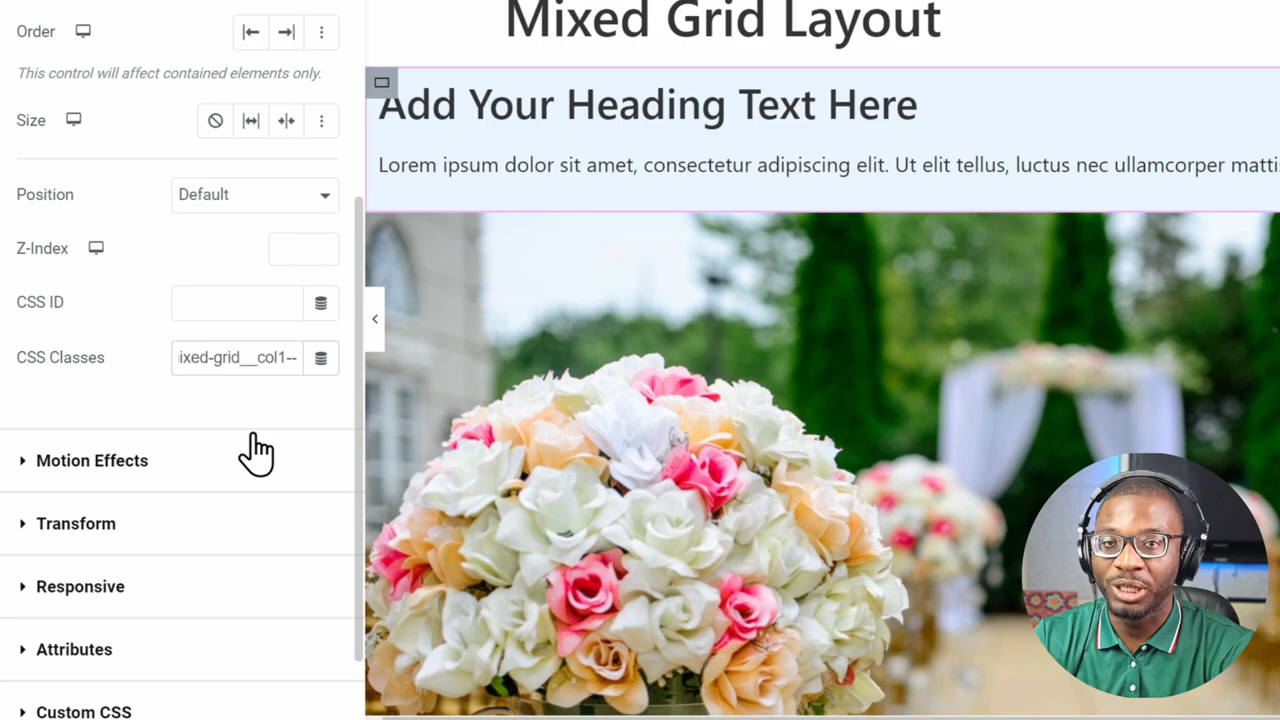 Order
This control will affect contained elements only.
Size
Position
Default
Z-Index
CSS ID
CSS Classes
ixed-grid__col1--
Motion Effects
Transform
Responsive
Attributes
Custom CSS
Mixed Grid Layout
Add Your Heading Text Here
Lorem ipsum dolor sit amet, consectetur adipiscing elit. Ut elit tellus, luctus nec ullamcorper matti